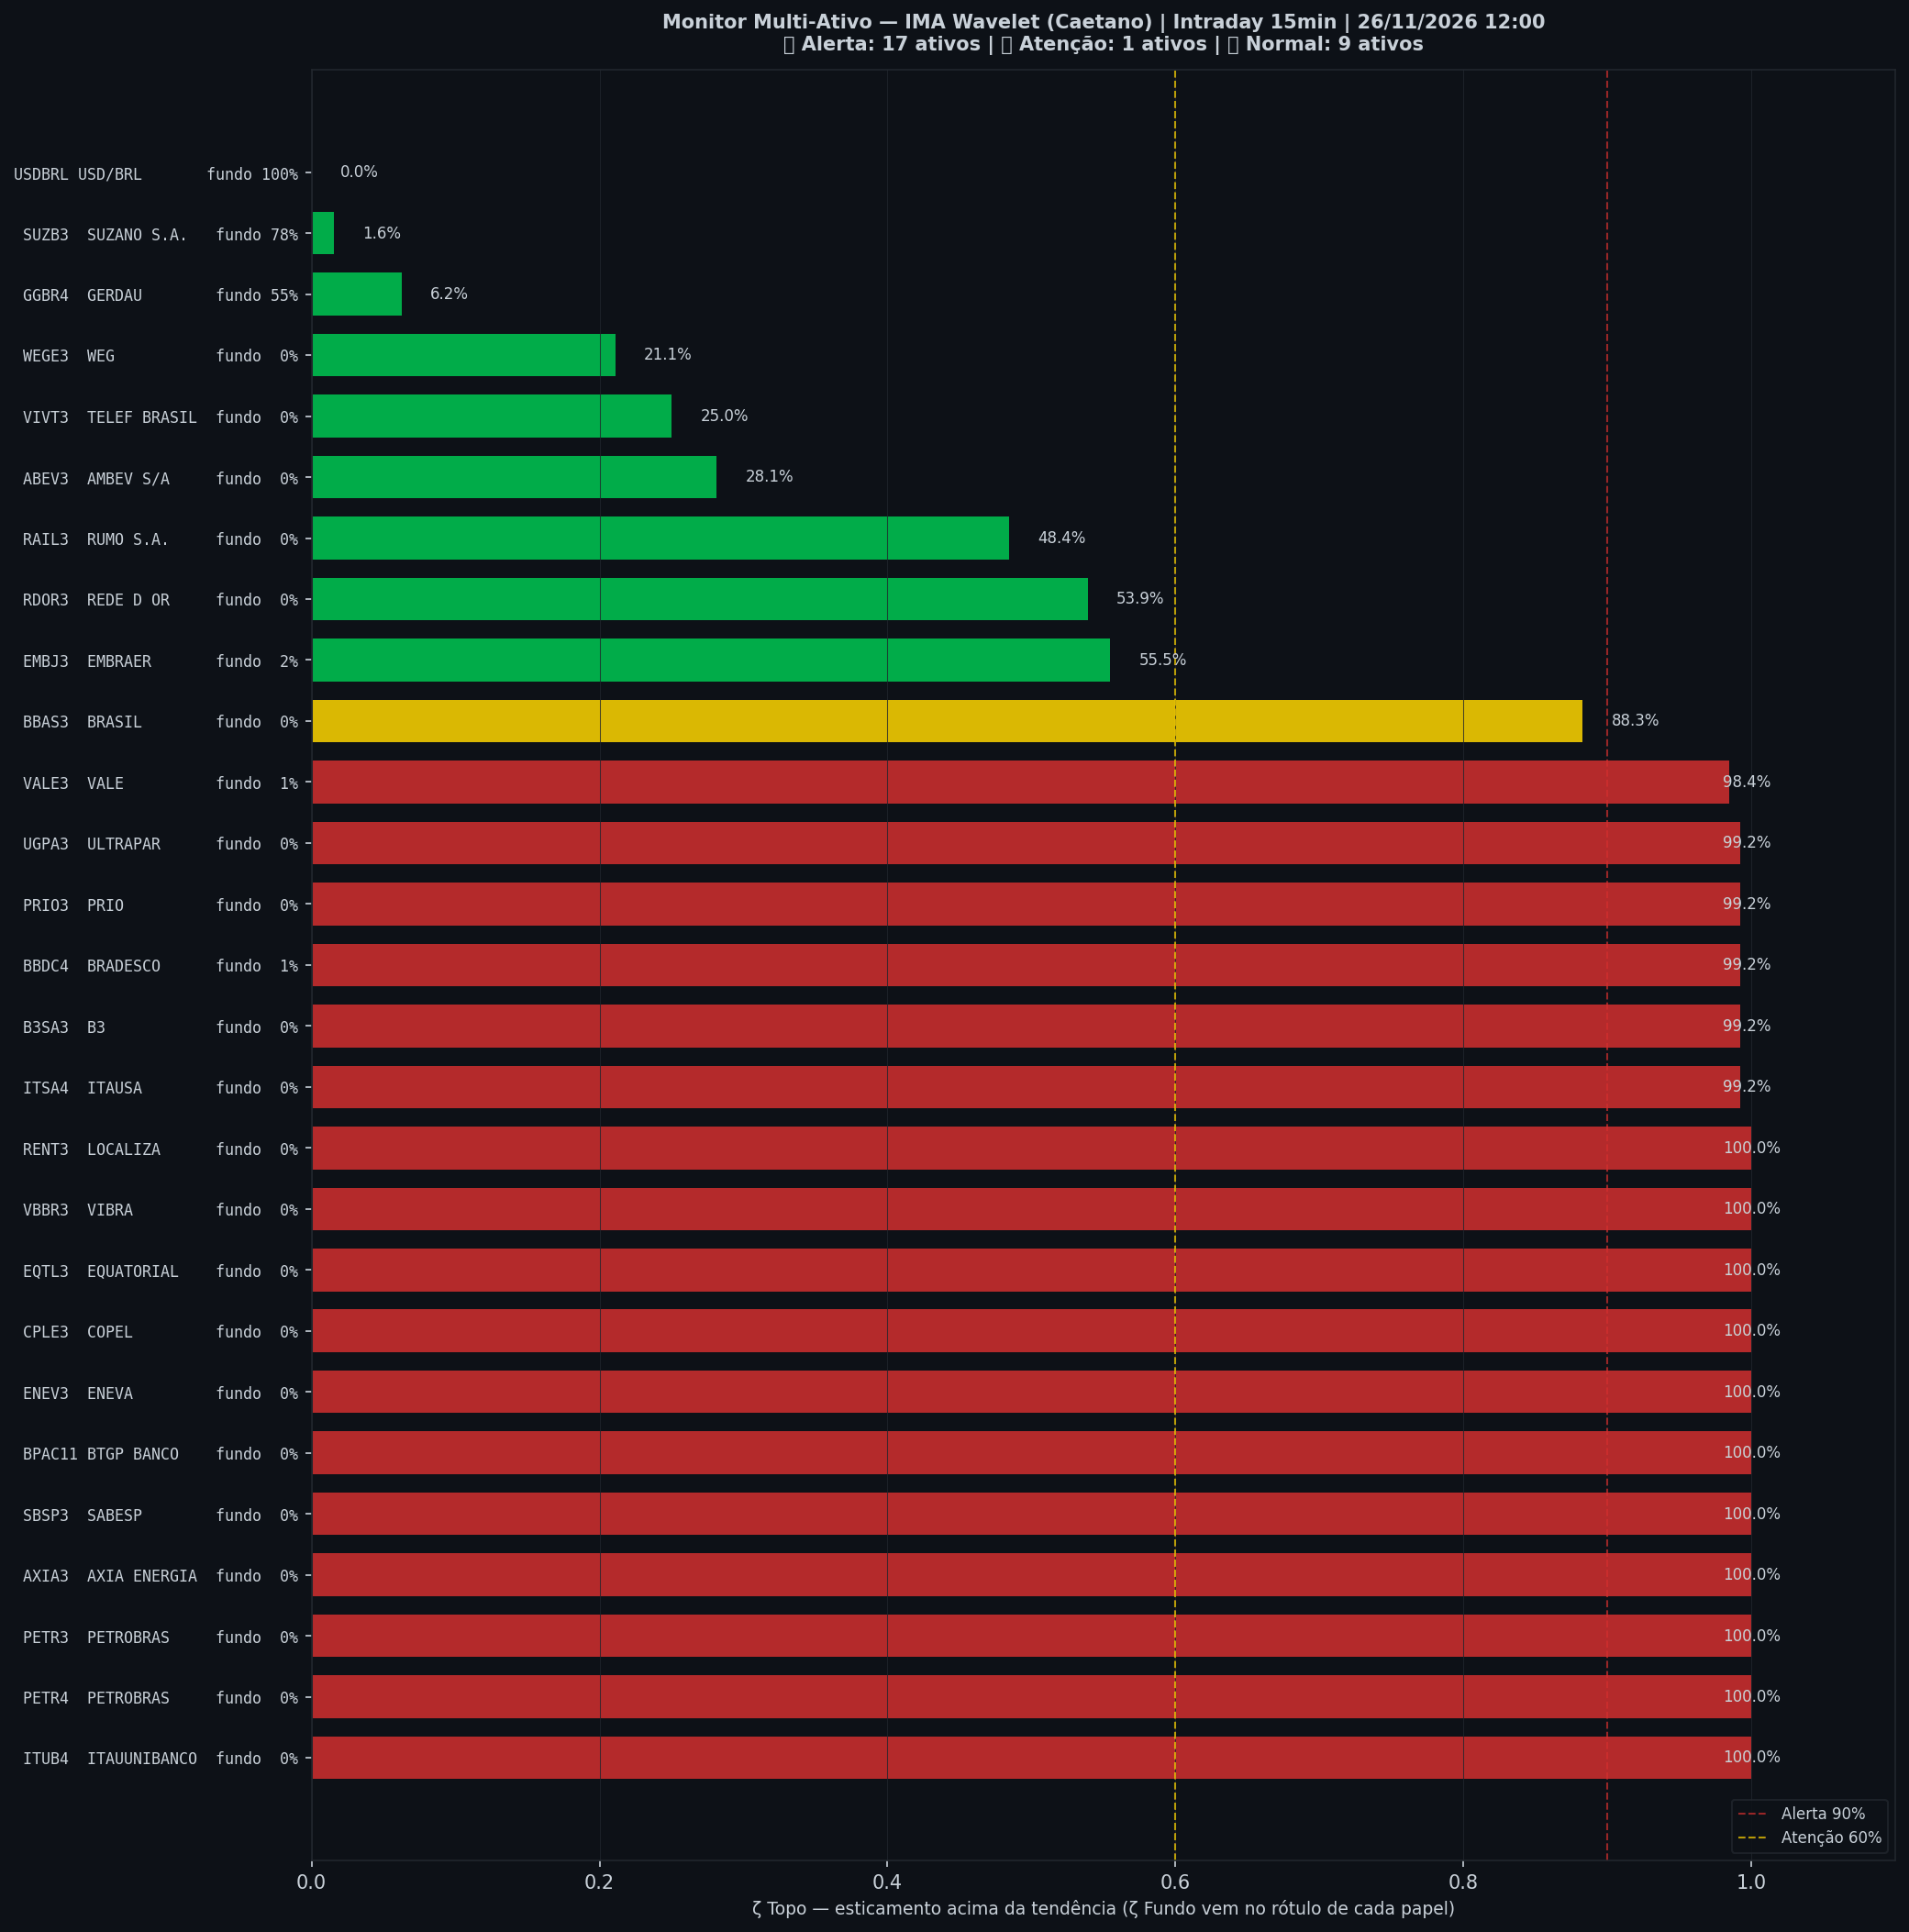 Monitor Multi-Ativo — IMA Wavelet (Caetano) | Intraday 15min | 26/11/2026 12:00
▯ Alerta: 17 ativos | ▯ Atenção: 1 ativos | ▯ Normal: 9 ativos
USDBRL USD/BRL fundo 100% 0.0%
SUZB3 SUZANO S.A. fundo 78% 1.6%
GGBR4 GERDAU fundo 55% 6.2%
WEGE3 WEG fundo 0% 21.1%
VIVT3 TELEF BRASIL fundo 0% 25.0%
ABEV3 AMBEV S/A fundo 0% 28.1%
RAIL3 RUMO S.A. fundo 0% 48.4%
RDOR3 REDE D OR fundo 0% 53.9%
EMBJ3 EMBRAER fundo 2% 55.5%
BBAS3 BRASIL fundo 0% 88.3%
VALE3 VALE fundo 1% 98.4%
UGPA3 ULTRAPAR fundo 0% 99.2%
PRIO3 PRIO fundo 0% 99.2%
BBDC4 BRADESCO fundo 1% 99.2%
B3SA3 B3 fundo 0% 99.2%
ITSA4 ITAUSA fundo 0% 99.2%
RENT3 LOCALIZA fundo 0% 100.0%
VBBR3 VIBRA fundo 0% 100.0%
EQTL3 EQUATORIAL fundo 0% 100.0%
CPLE3 COPEL fundo 0% 100.0%
ENEV3 ENEVA fundo 0% 100.0%
BPAC11 BTGP BANCO fundo 0% 100.0%
SBSP3 SABESP fundo 0% 100.0%
AXIA3 AXIA ENERGIA fundo 0% 100.0%
PETR3 PETROBRAS fundo 0% 100.0%
PETR4 PETROBRAS fundo 0% 100.0%
ITUB4 ITAUUNIBANCO fundo 0% 100.0%
Alerta 90%
Atenção 60%
0.0 0.2 0.4 0.6 0.8 1.0
ζ Topo — esticamento acima da tendência (ζ Fundo vem no rótulo de cada papel)